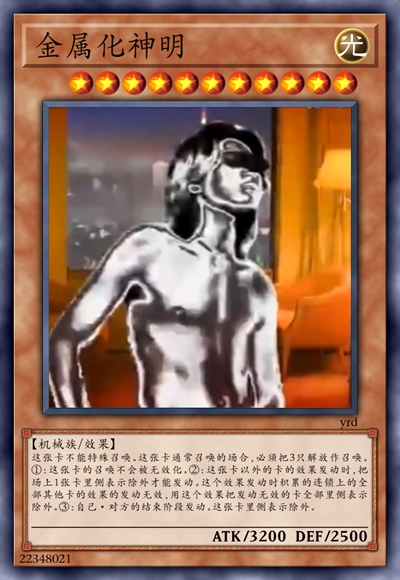 金属化神明
光
yrd
【机械族/效果】
这张卡不能特殊召唤。这张卡通常召唤的场合,必须把3只解放作召唤。
①:这张卡的召唤不会被无效化。②:这张卡以外的卡的效果发动时,把
场上1张卡里侧表示除外才能发动。这个效果发动时积累的连锁上的全
部其他卡的效果的发动无效,用这个效果把发动无效的卡全部里侧表示
除外。③:自己·对方的结束阶段发动。这张卡里侧表示除外。
ATK/3200 DEF/2500
22348021